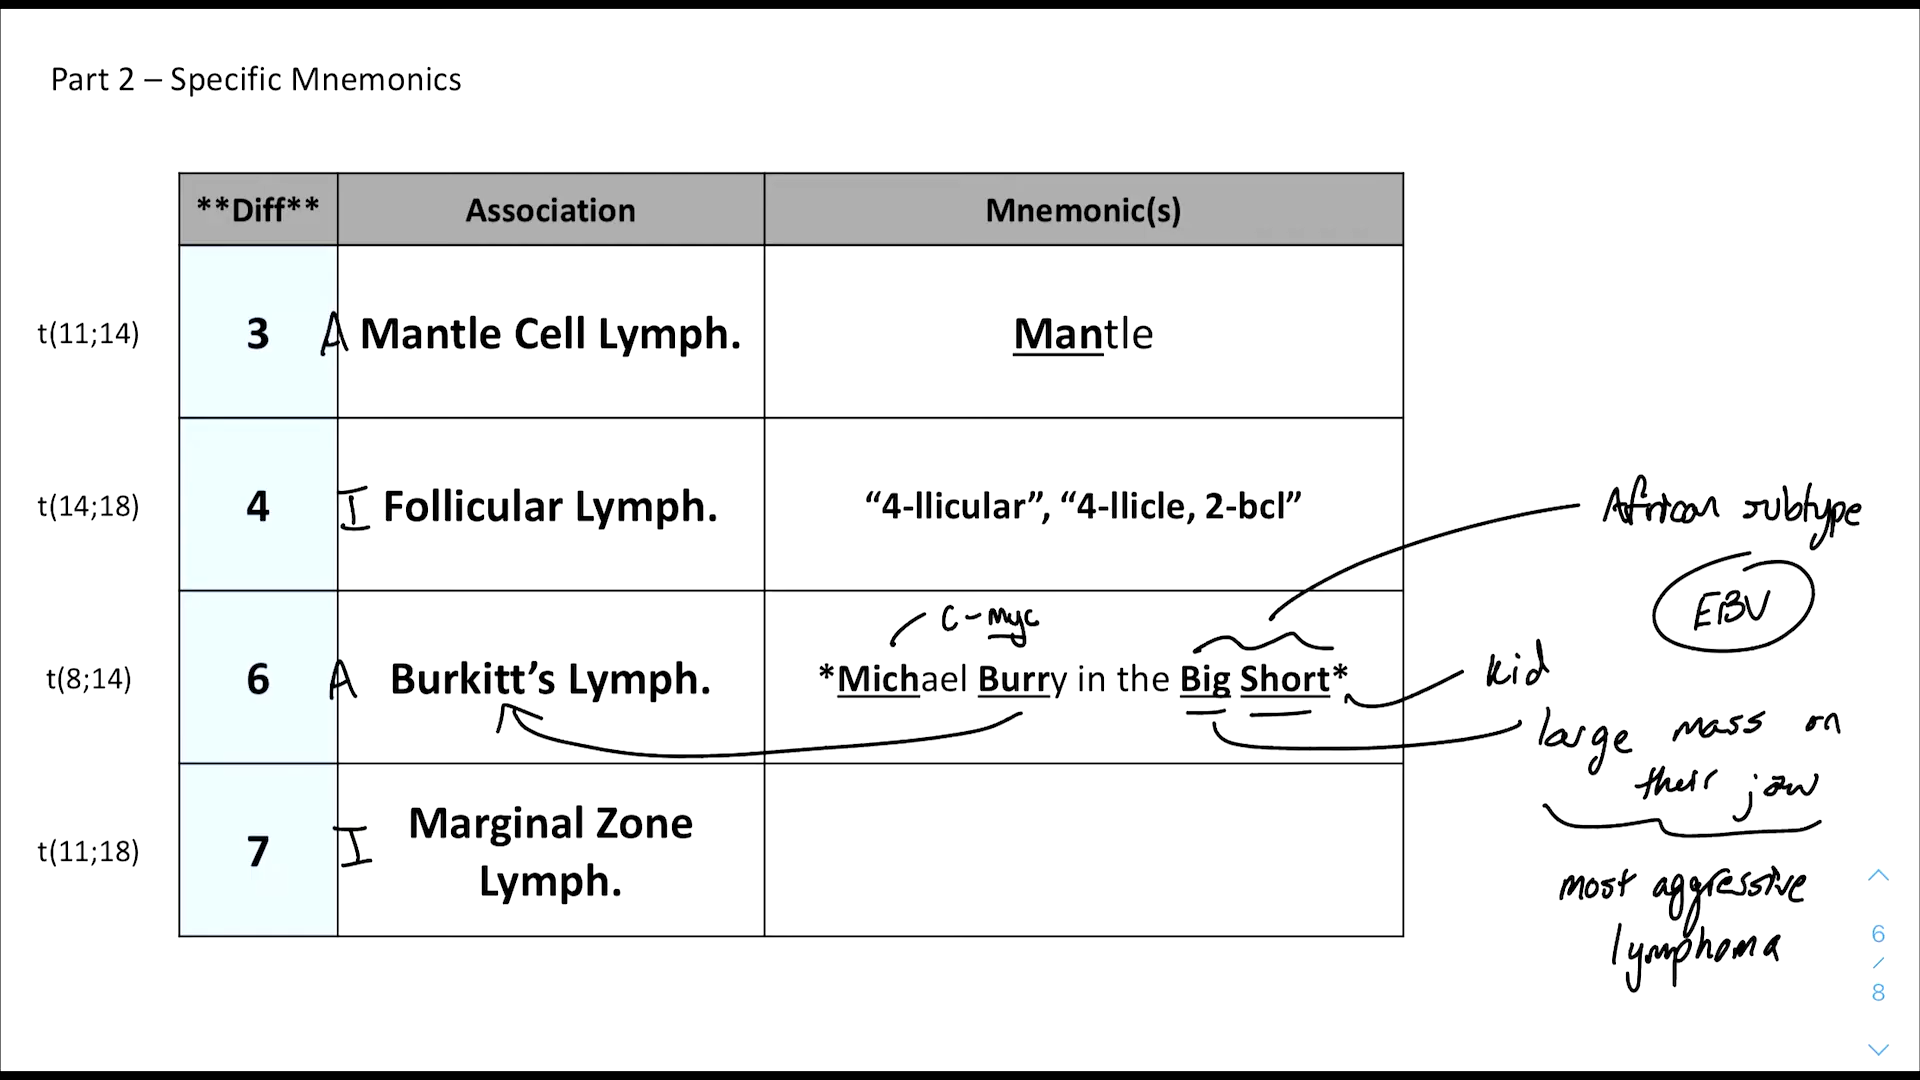 Part 2 – Specific Mnemonics
**Diff** Association Mnemonic(s)
t(11;14) 3 A Mantle Cell Lymph. Mantle
t(14;18) 4 I Follicular Lymph. “4-llicular”, “4-llicle, 2-bcl”
African subtype
EBV
c-myc
t(8;14) 6 A Burkitt’s Lymph. *Michael Burry in the Big Short*
kid
large mass on
their jaw
t(11;18) 7 I Marginal Zone
Lymph.
most aggressive
lymphoma
6
/
8